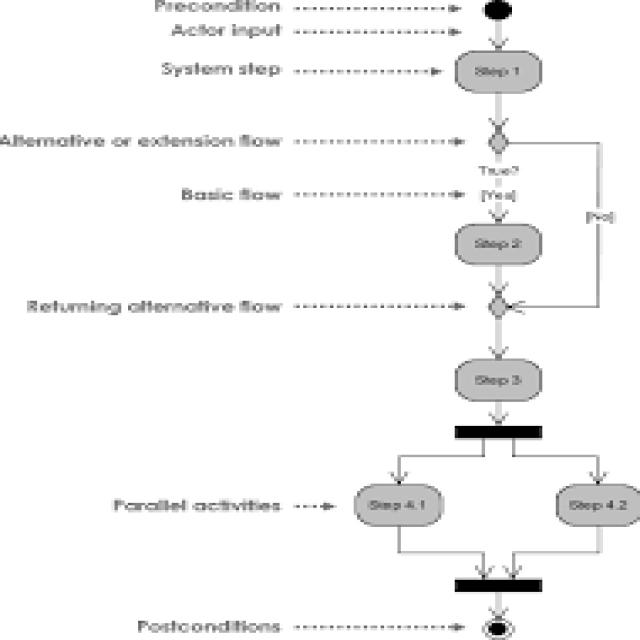 Precondition
Actor input
System step
Step 1
Alternative or extension flow
True?
Basic flow
[Yes]
[No]
Step 2
Returning alternative flow
Step 3
Parallel activities
Step 4.1
Step 4.2
Postconditions